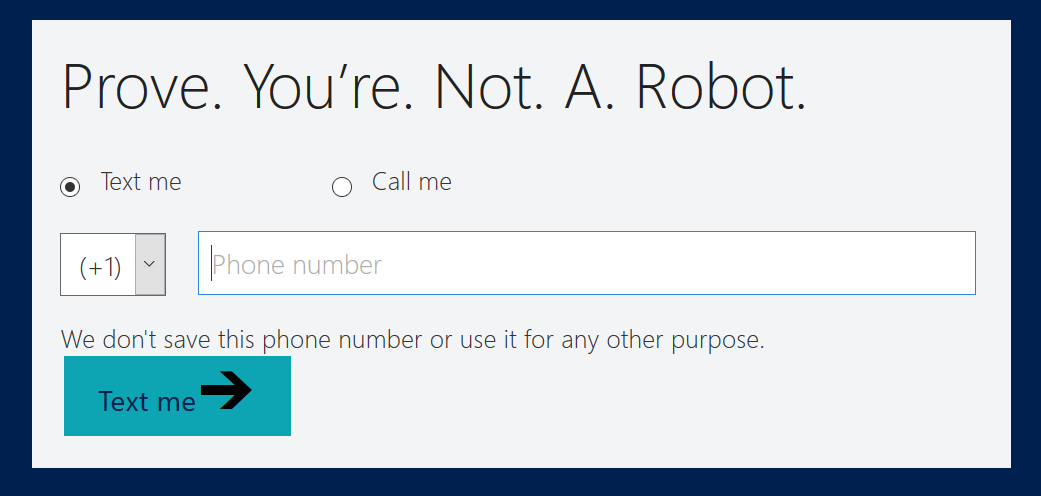 Prove. You’re. Not. A. Robot.
Text me Call me
(+1) Phone number
We don't save this phone number or use it for any other purpose.
Text me